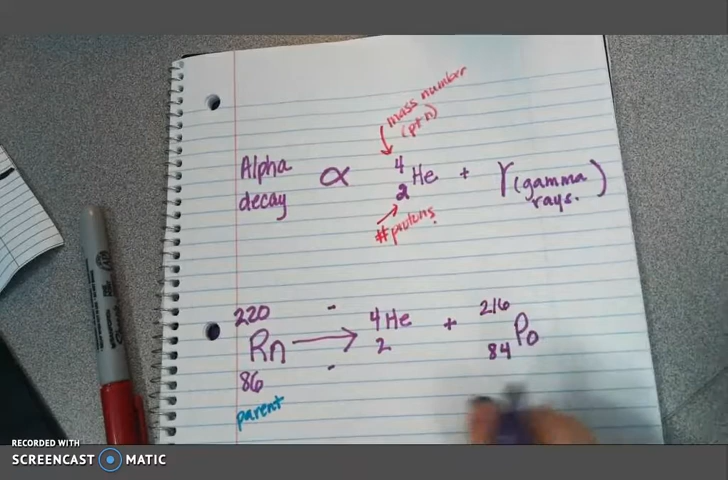 mass number
(p+n)
Alpha decay α 4 2 He + γ (gamma rays.)
# protons.
220 86 Rn → 4 2 He + 216 84 Po
parent
RECORDED WITH
SCREENCAST MATIC